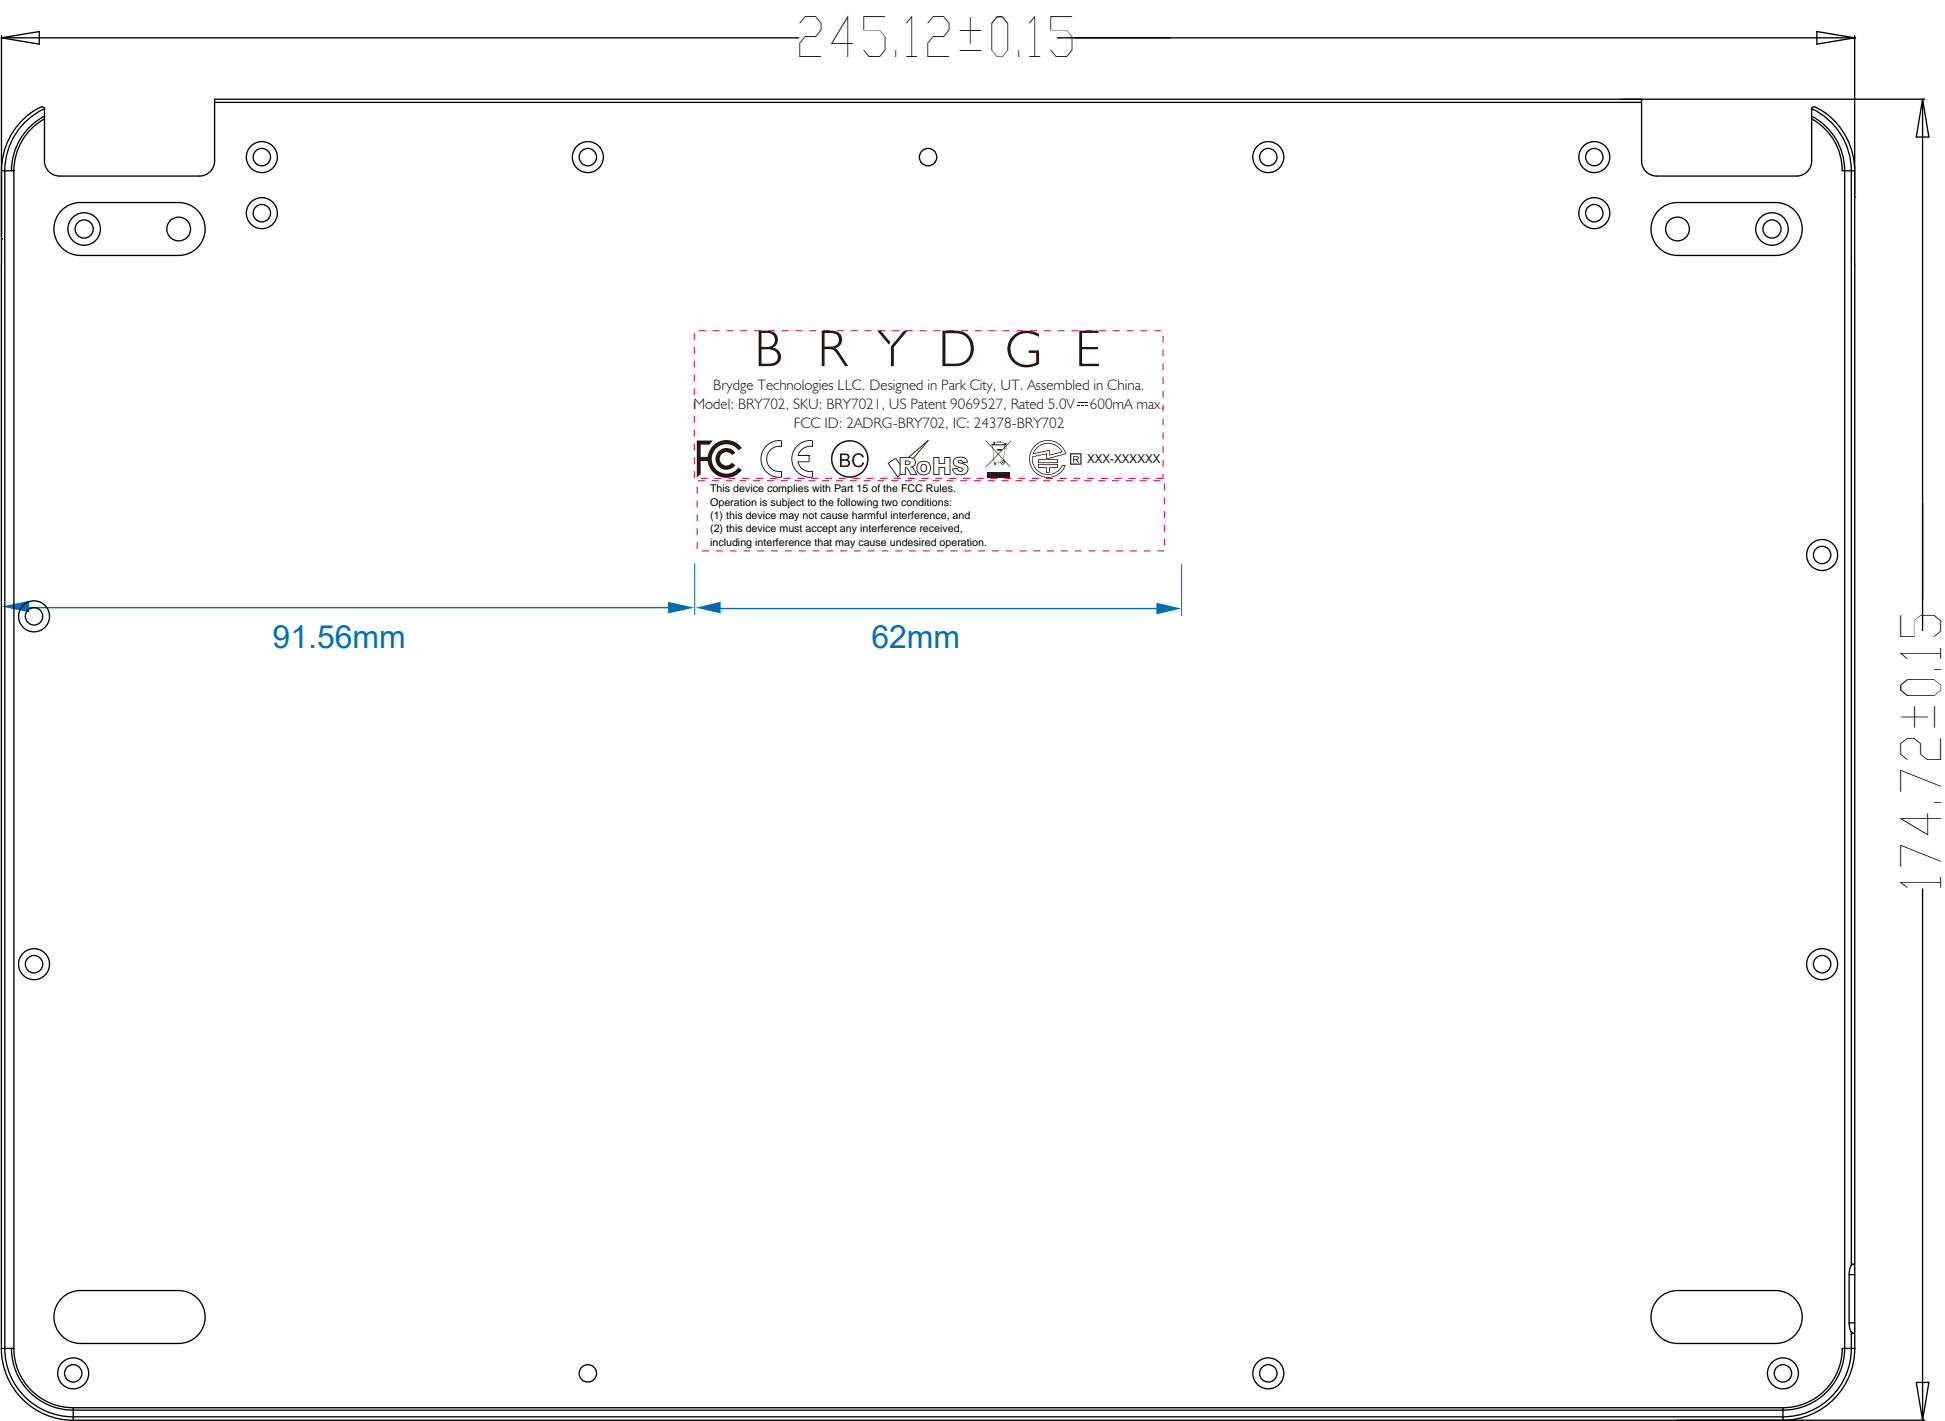 245.12±0.15
B R Y D G E
Brydge Technologies LLC. Designed in Park City, UT. Assembled in China.
Model: BRY702, SKU: BRY7021, US Patent 9069527, Rated 5.0V⎓600mA max.
FCC ID: 2ADRG-BRY702, IC: 24378-BRY702
FC CE BC RoHS R XXX-XXXXXX
This device complies with Part 15 of the FCC Rules.
Operation is subject to the following two conditions:
(1) this device may not cause harmful interference, and
(2) this device must accept any interference received,
including interference that may cause undesired operation.
91.56mm 62mm
174.72±0.15